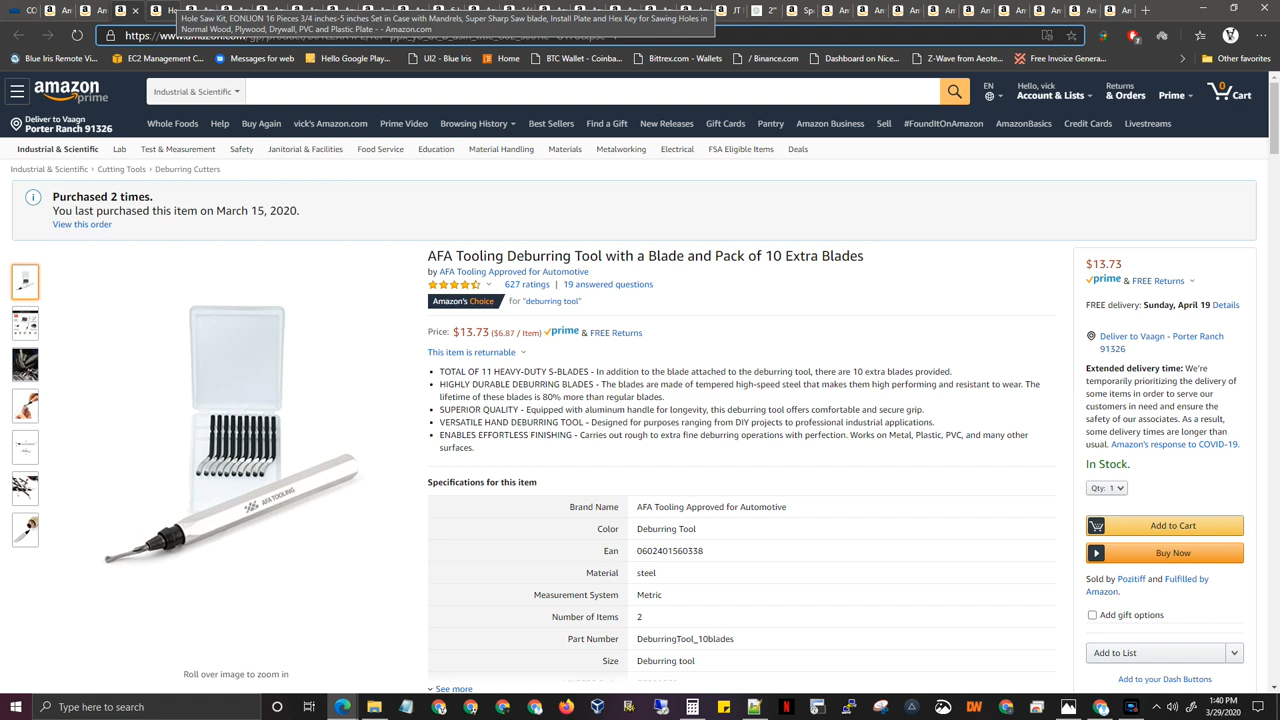 Hole Saw Kit, EONLION 16 Pieces 3/4 inches-5 inches Set in Case with Mandrels, Super Sharp Saw blade, Install Plate and Hex Key for Sawing Holes in
Normal Wood, Plywood, Drywall, PVC and Plastic Plate - - Amazon.com
Blue Iris Remote Vi... EC2 Management C... Messages for web Hello Google Play... UI2 - Blue Iris Home BTC Wallet - Coinba... Bittrex.com - Wallets / Binance.com Dashboard on Nice... Z-Wave from Aeote... Free Invoice Genera... Other favorites
amazon prime
Industrial & Scientific
EN
Hello, vick
Account & Lists
Returns
& Orders
Prime
0
Cart
Deliver to Vaagn
Porter Ranch 91326
Whole Foods Help Buy Again vick's Amazon.com Prime Video Browsing History Best Sellers Find a Gift New Releases Gift Cards Pantry Amazon Business Sell #FoundItOnAmazon AmazonBasics Credit Cards Livestreams
Industrial & Scientific Lab Test & Measurement Safety Janitorial & Facilities Food Service Education Material Handling Materials Metalworking Electrical FSA Eligible Items Deals
Industrial & Scientific › Cutting Tools › Deburring Cutters
Purchased 2 times.
You last purchased this item on March 15, 2020.
View this order
AFA TOOLING
Roll over image to zoom in
AFA Tooling Deburring Tool with a Blade and Pack of 10 Extra Blades
by AFA Tooling Approved for Automotive
627 ratings | 19 answered questions
Amazon's Choice for "deburring tool"
Price: $13.73 ($6.87 / Item) prime & FREE Returns
This item is returnable
• TOTAL OF 11 HEAVY-DUTY S-BLADES - In addition to the blade attached to the deburring tool, there are 10 extra blades provided.
• HIGHLY DURABLE DEBURRING BLADES - The blades are made of tempered high-speed steel that makes them high performing and resistant to wear. The
lifetime of these blades is 80% more than regular blades.
• SUPERIOR QUALITY - Equipped with aluminum handle for longevity, this deburring tool offers comfortable and secure grip.
• VERSATILE HAND DEBURRING TOOL - Designed for purposes ranging from DIY projects to professional industrial applications.
• ENABLES EFFORTLESS FINISHING - Carries out rough to extra fine deburring operations with perfection. Works on Metal, Plastic, PVC, and many other
surfaces.
Specifications for this item
Brand Name AFA Tooling Approved for Automotive
Color Deburring Tool
Ean 0602401560338
Material steel
Measurement System Metric
Number of Items 2
Part Number DeburringTool_10blades
Size Deburring tool
See more
$13.73
prime & FREE Returns
FREE delivery: Sunday, April 19 Details
Deliver to Vaagn - Porter Ranch
91326
Extended delivery time: We're
temporarily prioritizing the delivery of
some items in order to serve our
customers in need and ensure the
safety of our associates. As a result,
some delivery times are longer than
usual. Amazon's response to COVID-19.
In Stock.
Qty: 1
Add to Cart
Buy Now
Sold by Pozitiff and Fulfilled by
Amazon.
Add gift options
Add to List
Add to your Dash Buttons
Type here to search
1:40 PM
3/29/2020